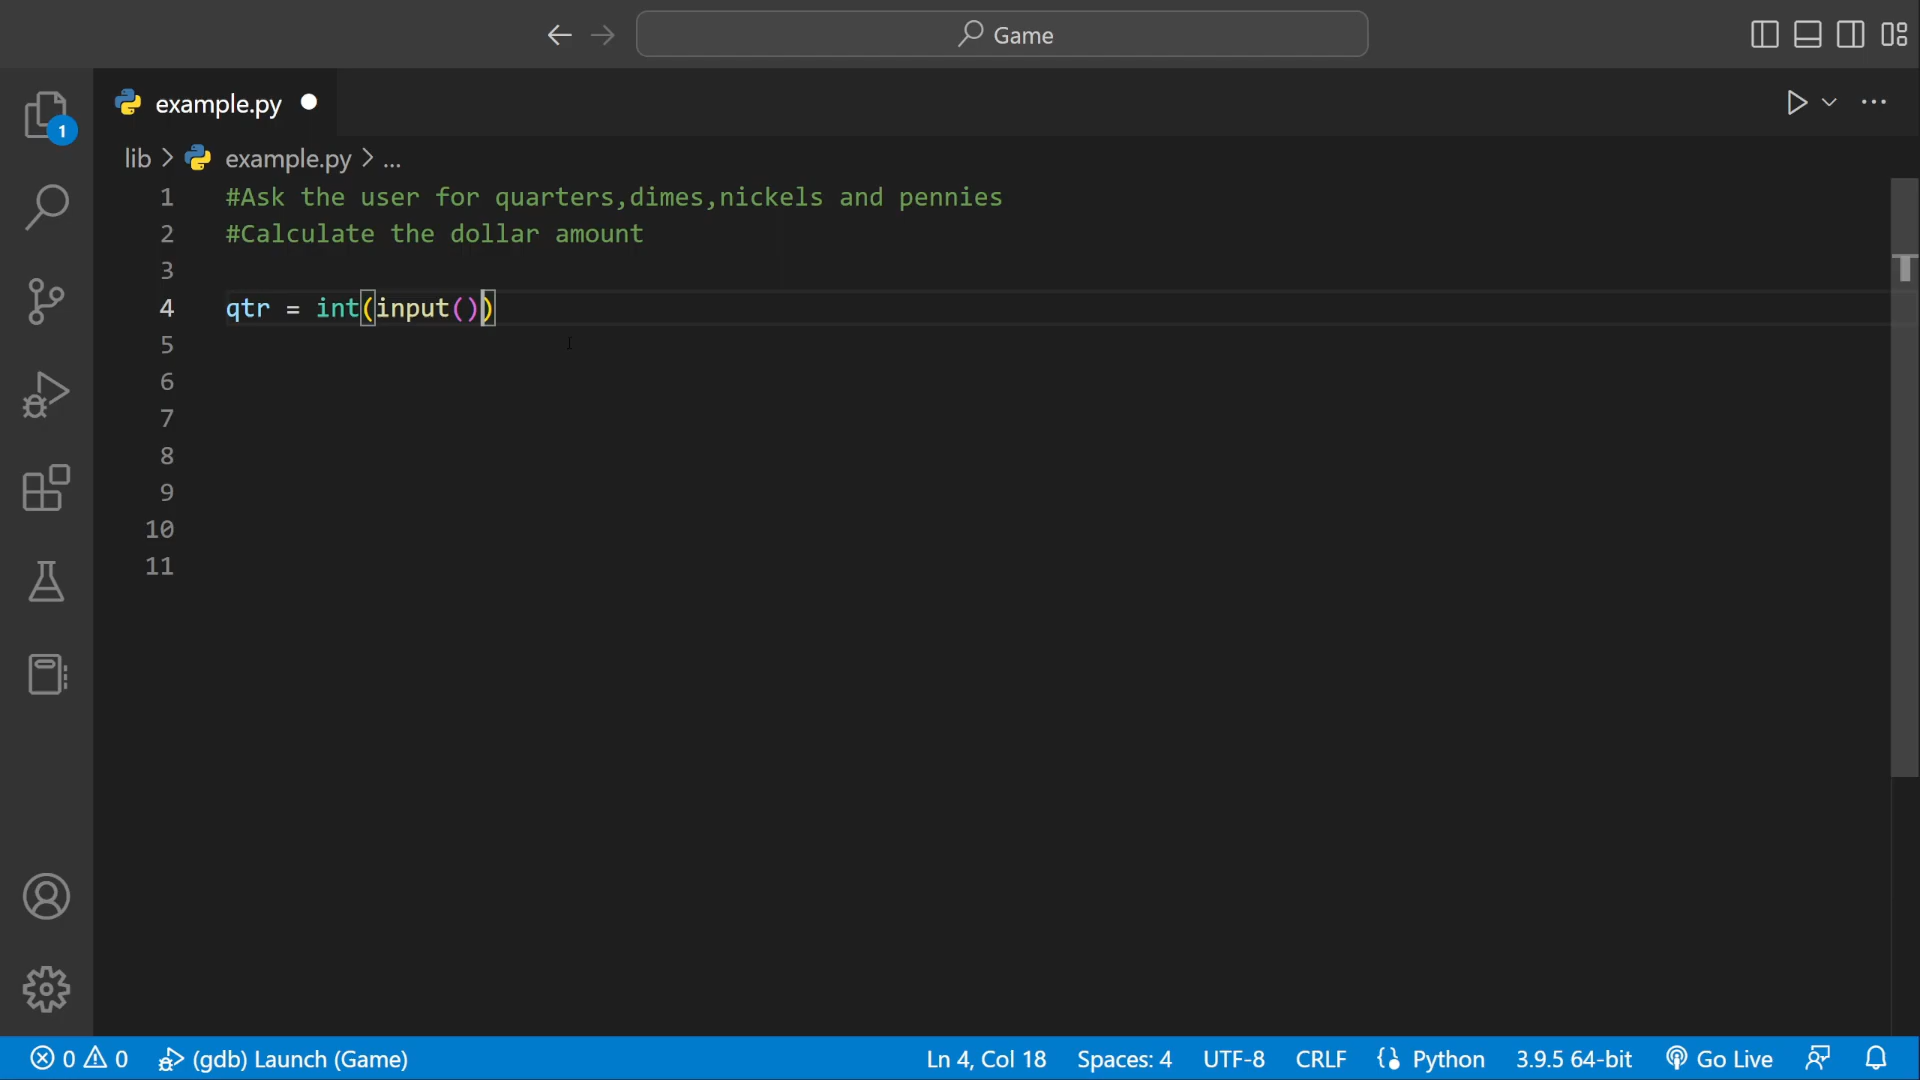 Game
example.py
1
lib > example.py > ...
1 #Ask the user for quarters,dimes,nickels and pennies
2 #Calculate the dollar amount
3
4 qtr = int(input())
5
6
7
8
9
10
11
0 0 (gdb) Launch (Game) Ln 4, Col 18 Spaces: 4 UTF-8 CRLF {} Python 3.9.5 64-bit Go Live